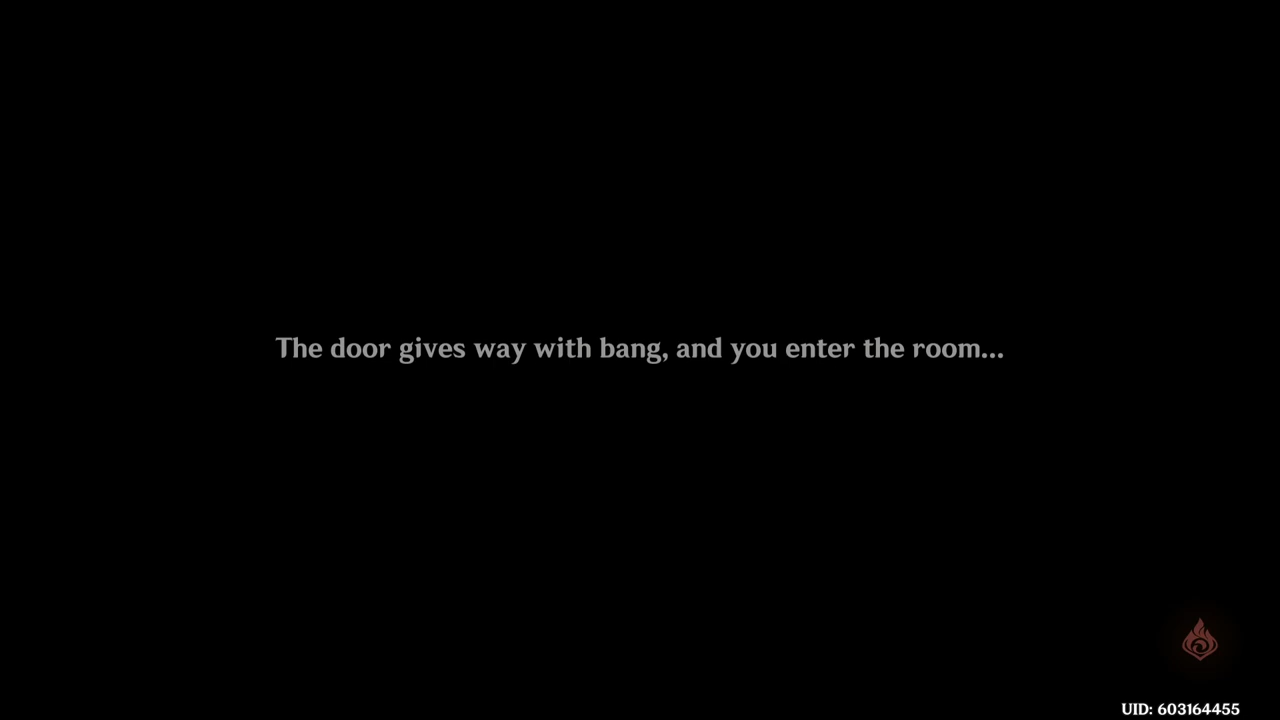 The door gives way with bang, and you enter the room...
UID: 603164455